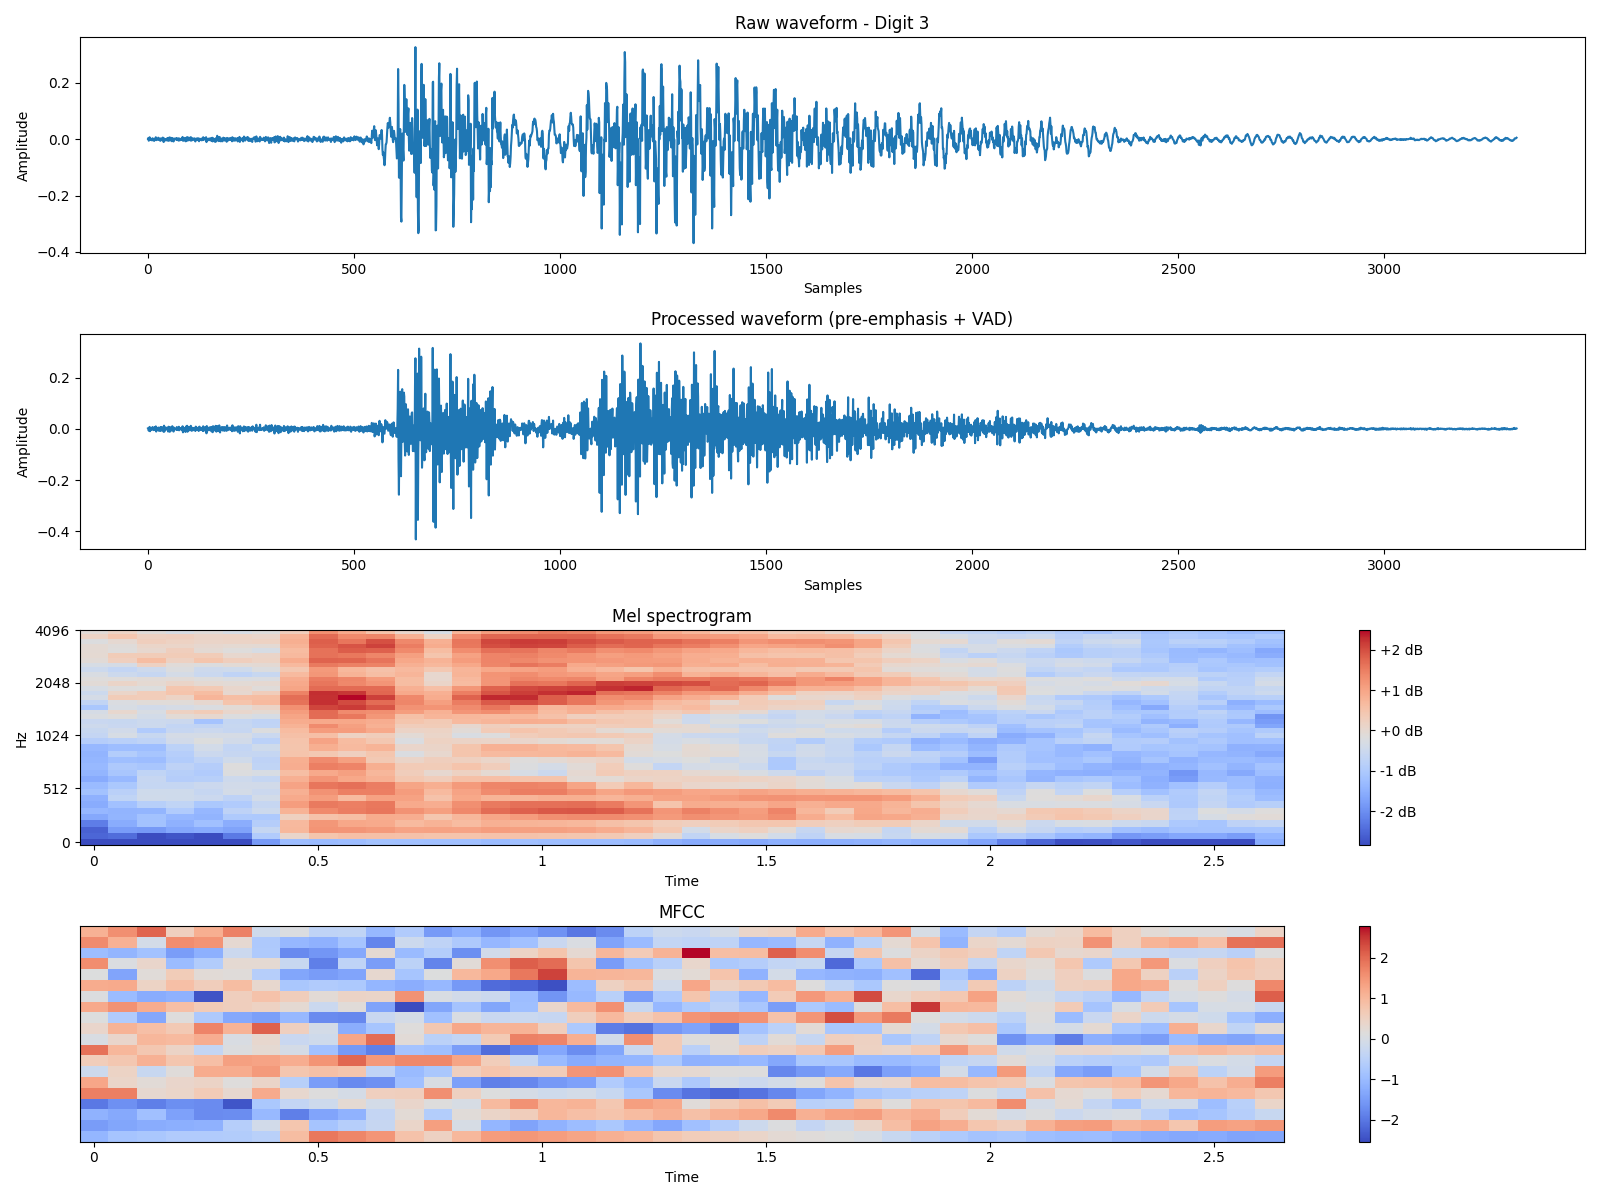 Raw waveform - Digit 3
Amplitude
0.2
0.0
−0.2
−0.4
0 500 1000 1500 2000 2500 3000
Samples
Processed waveform (pre-emphasis + VAD)
Amplitude
0.2
0.0
−0.2
−0.4
0 500 1000 1500 2000 2500 3000
Samples
Mel spectrogram
Hz
4096
2048
1024
512
0
0 0.5 1 1.5 2 2.5
Time
+2 dB
+1 dB
+0 dB
-1 dB
-2 dB
MFCC
0 0.5 1 1.5 2 2.5
Time
2
1
0
−1
−2